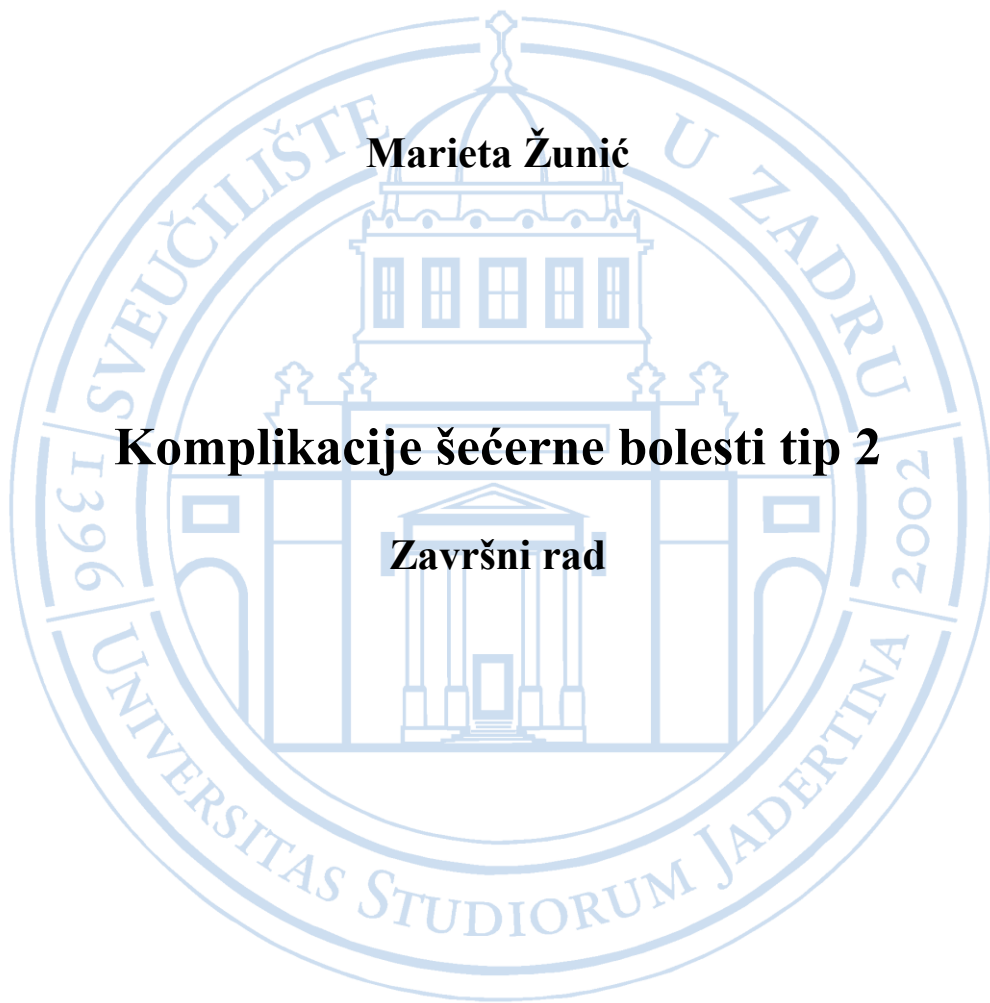 Marieta Žunić
Komplikacije šećerne bolesti tip 2
Završni rad
SVEUČILIŠTE U ZADRU
1396
2002
UNIVERSITAS STUDIORUM JADERTINA